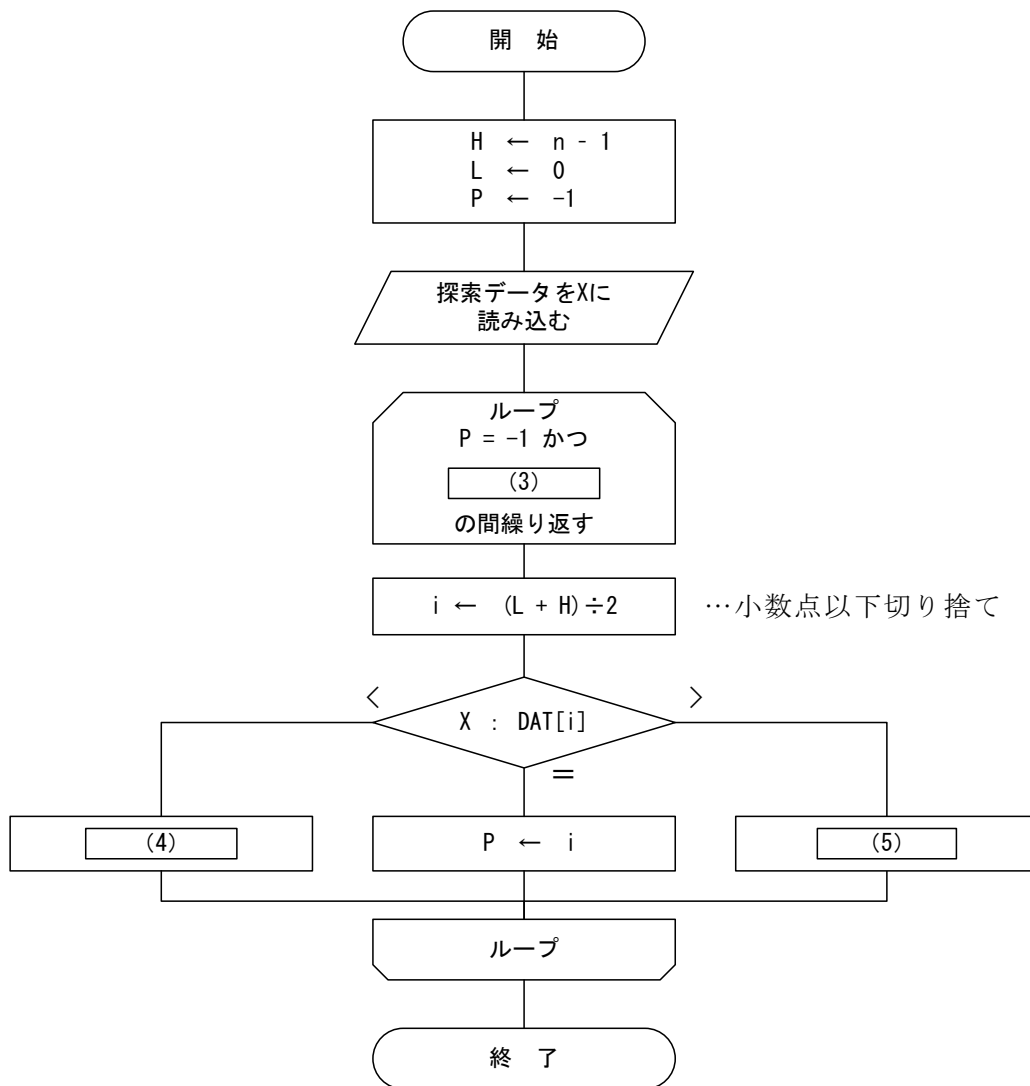 開 始
H ← n - 1
L ← 0
P ← -1
探索データをXに
読み込む
ループ
P = -1 かつ
(3)
の間繰り返す
i ← (L + H)÷2 …小数点以下切り捨て
< >
X : DAT[i]
=
(4) P ← i (5)
ループ
終 了